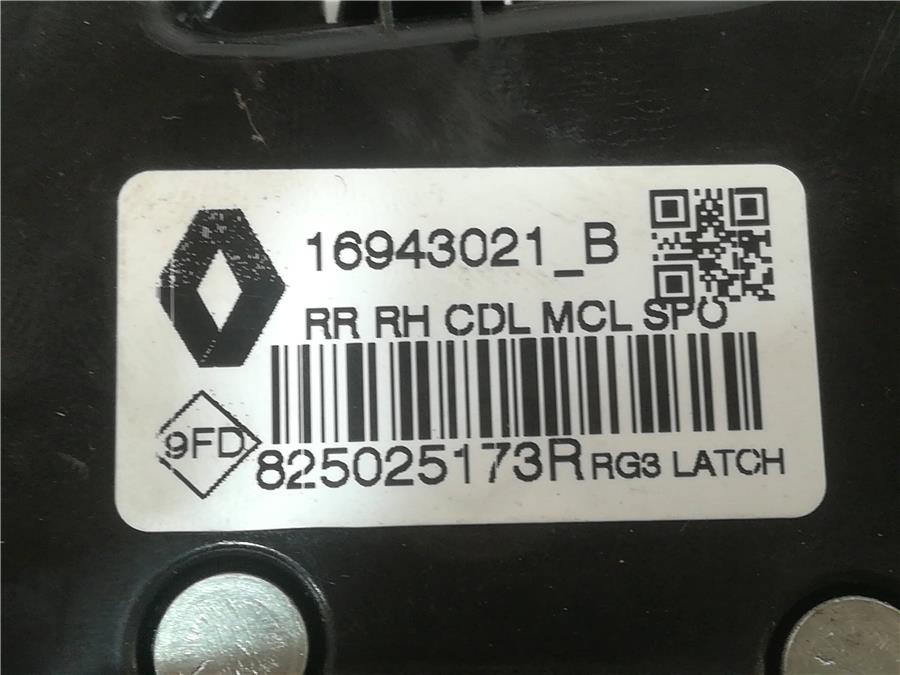 16943021_B
RR RH CDL MCL SPO
9FD
825025173R RG3 LATCH